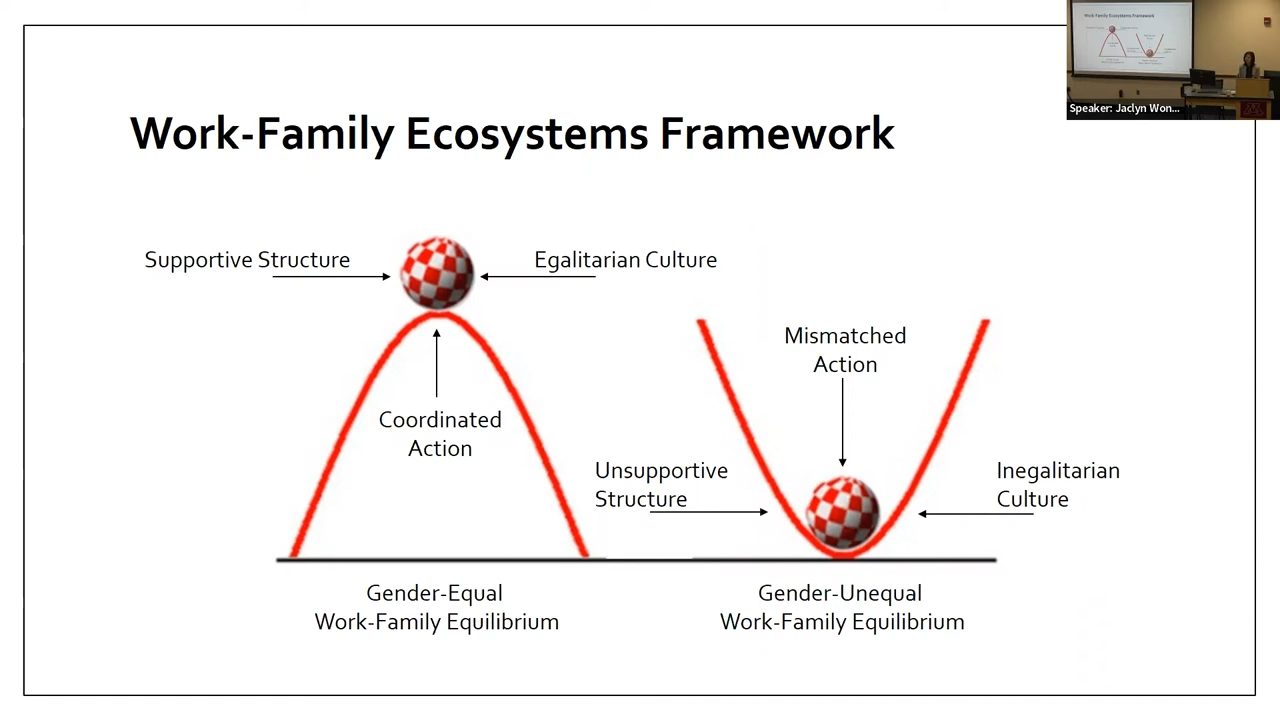 Work-Family Ecosystems Framework
Speaker: Jaclyn Won...
Supportive Structure
Egalitarian Culture
Coordinated
Action
Gender-Equal
Work-Family Equilibrium
Mismatched
Action
Unsupportive
Structure
Inegalitarian
Culture
Gender-Unequal
Work-Family Equilibrium